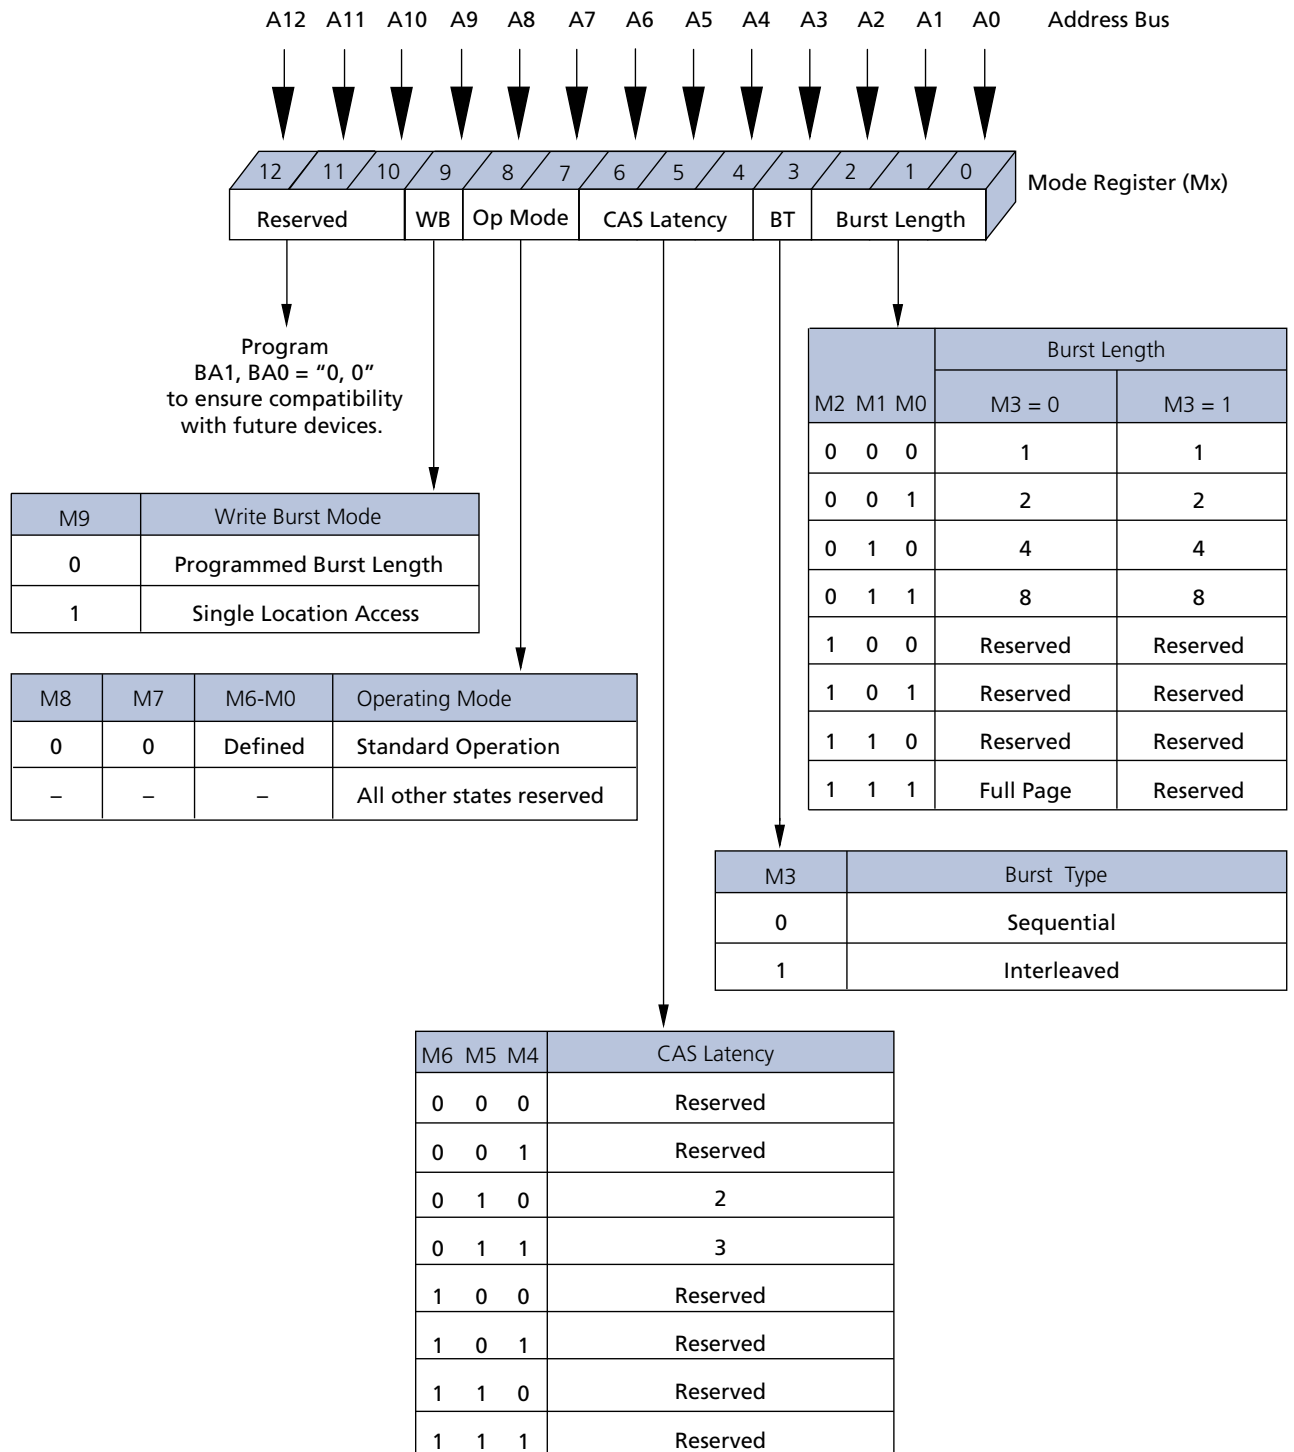 A12 A11 A10 A9 A8 A7 A6 A5 A4 A3 A2 A1 A0 Address Bus
12 11 10 9 8 7 6 5 4 3 2 1 0
Mode Register (Mx)
Reserved WB Op Mode CAS Latency BT Burst Length
Program
BA1, BA0 = “0, 0”
to ensure compatibility
with future devices.
Burst Length
M2 M1 M0 M3 = 0 M3 = 1
0 0 0 1 1
0 0 1 2 2
0 1 0 4 4
0 1 1 8 8
1 0 0 Reserved Reserved
1 0 1 Reserved Reserved
1 1 0 Reserved Reserved
1 1 1 Full Page Reserved
M9 Write Burst Mode
0 Programmed Burst Length
1 Single Location Access
M8 M7 M6-M0 Operating Mode
0 0 Defined Standard Operation
– – – All other states reserved
M3 Burst Type
0 Sequential
1 Interleaved
M6 M5 M4 CAS Latency
0 0 0 Reserved
0 0 1 Reserved
0 1 0 2
0 1 1 3
1 0 0 Reserved
1 0 1 Reserved
1 1 0 Reserved
1 1 1 Reserved